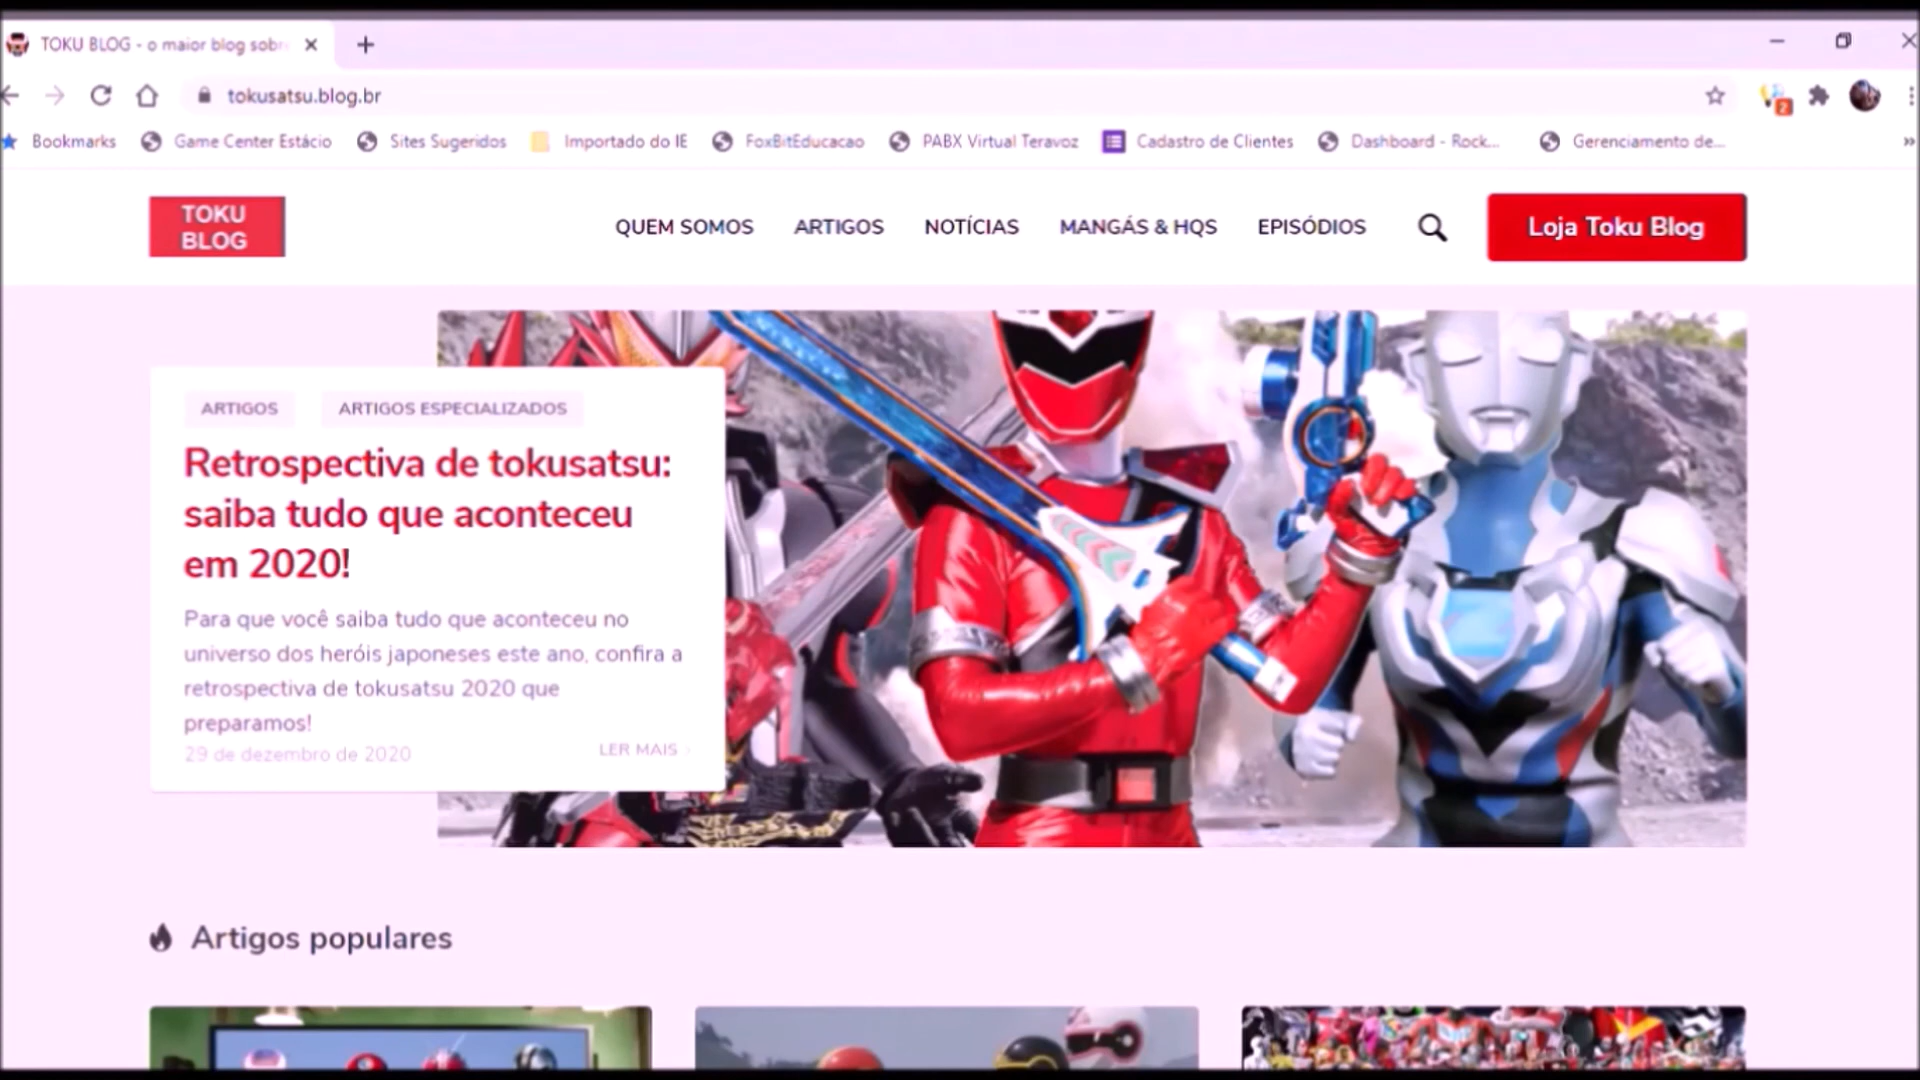 TOKU BLOG - o maior blog sobr
tokusatsu.blog.br
2
Bookmarks Game Center Estácio Sites Sugeridos Importado do IE FoxBitEducacao PABX Virtual Teravoz Cadastro de Clientes Dashboard - Rock... Gerenciamento de... »
TOKU
BLOG
QUEM SOMOS ARTIGOS NOTÍCIAS MANGÁS & HQS EPISÓDIOS Loja Toku Blog
ARTIGOS ARTIGOS ESPECIALIZADOS
Retrospectiva de tokusatsu:
saiba tudo que aconteceu
em 2020!
Para que você saiba tudo que aconteceu no
universo dos heróis japoneses este ano, confira a
retrospectiva de tokusatsu 2020 que
preparamos!
29 de dezembro de 2020 LER MAIS
Artigos populares